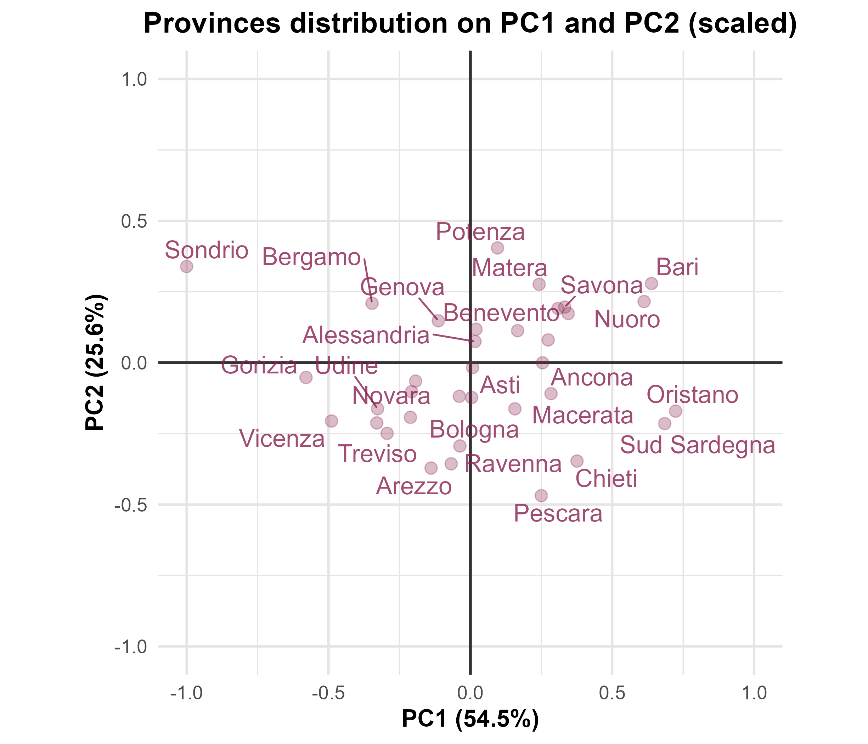 Provinces distribution on PC1 and PC2 (scaled)
1.0
0.5
0.0
-0.5
-1.0
PC2 (25.6%)
Potenza
Sondrio
Bergamo
Matera
Bari
Genova
Savona
Benevento
Nuoro
Alessandria
Gorizia
Udine
Asti
Ancona
Novara
Oristano
Macerata
Bologna
Vicenza
Sud Sardegna
Treviso
Ravenna
Chieti
Arezzo
Pescara
-1.0
-0.5
0.0
0.5
1.0
PC1 (54.5%)